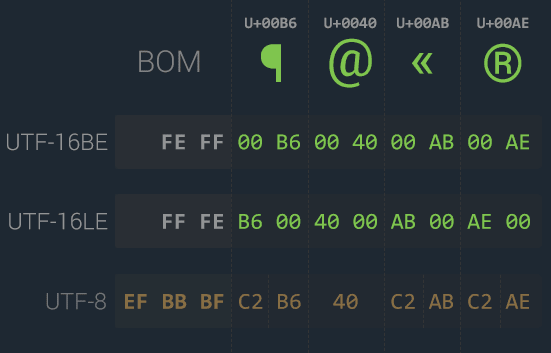 U+00B6 U+0040 U+00AB U+00AE
BOM ¶ @ « ®
UTF-16BE FE FF 00 B6 00 40 00 AB 00 AE
UTF-16LE FF FE B6 00 40 00 AB 00 AE 00
UTF-8 EF BB BF C2 B6 40 C2 AB C2 AE